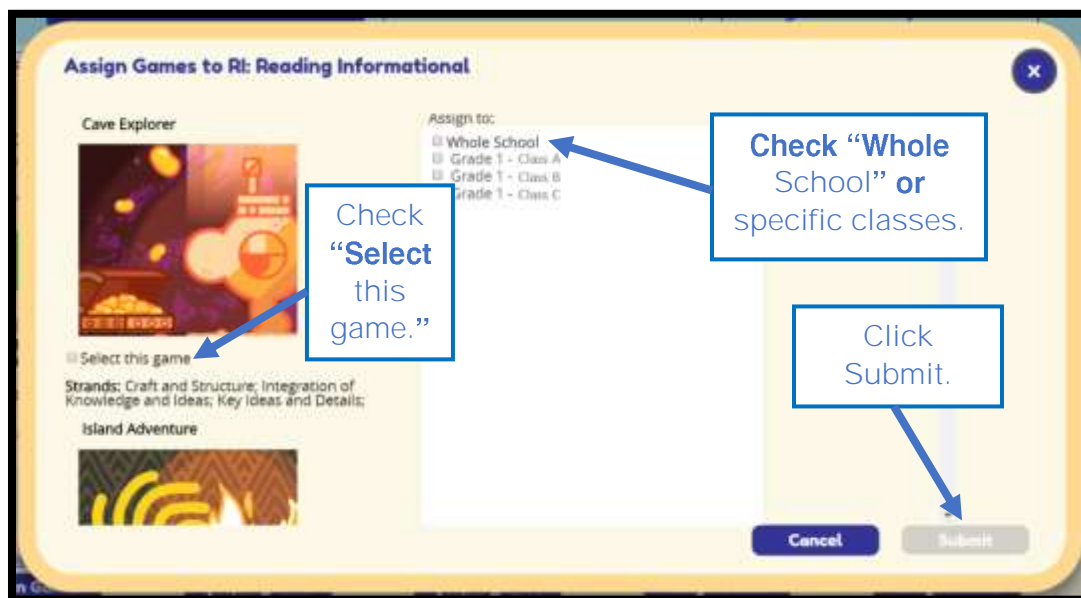 Assign Games to RI: Reading Informational
x
Cave Explorer
Select this game
Strands: Craft and Structure; Integration of
Knowledge and Ideas; Key Ideas and Details;
Island Adventure
Assign to:
Whole School
Grade 1 - Class A
Grade 1 - Class B
Grade 1 - Class C
Check
“Select
this
game.”
Check “Whole
School” or
specific classes.
Click
Submit.
Cancel
Submit